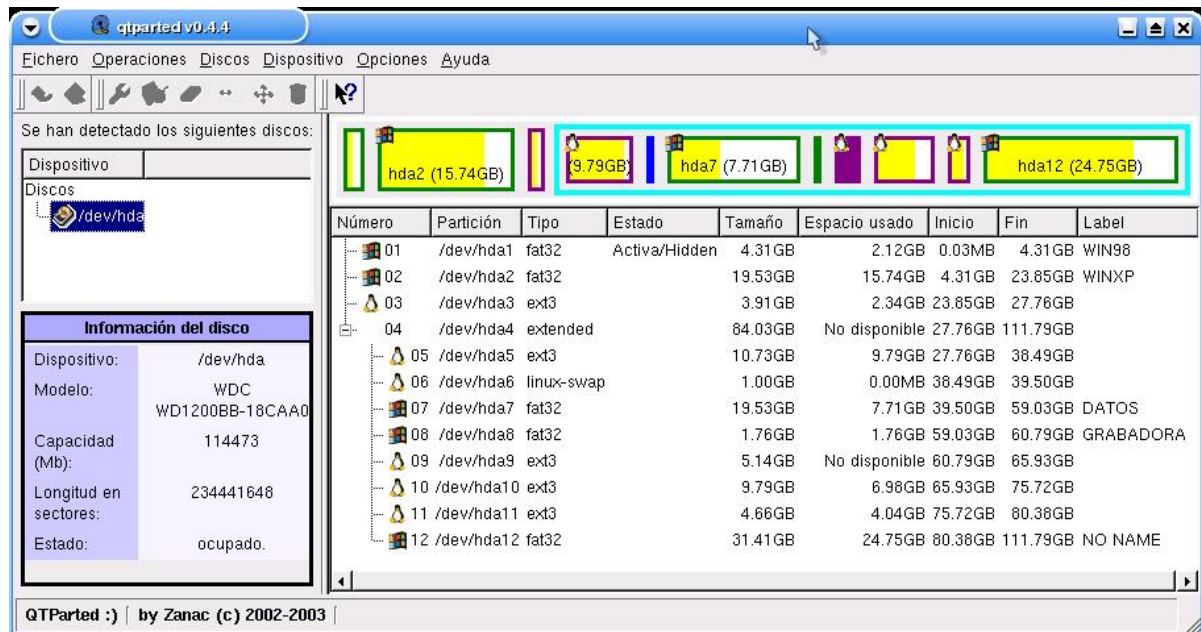 qtparted v0.4.4
Fichero Operaciones Discos Dispositivo Opciones Ayuda
Se han detectado los siguientes discos:
Dispositivo
Discos
/dev/hda
Información del disco
Dispositivo: /dev/hda
Modelo: WDC
WD1200BB-18CAA0
Capacidad (Mb): 114473
Longitud en sectores: 234441648
Estado: ocupado.
hda2 (15.74GB) (9.79GB) hda7 (7.71GB) hda12 (24.75GB)
Número Partición Tipo Estado Tamaño Espacio usado Inicio Fin Label
01 /dev/hda1 fat32 Activa/Hidden 4.31GB 2.12GB 0.03MB 4.31GB WIN98
02 /dev/hda2 fat32 19.53GB 15.74GB 4.31GB 23.85GB WINXP
03 /dev/hda3 ext3 3.91GB 2.34GB 23.85GB 27.76GB
04 /dev/hda4 extended 84.03GB No disponible 27.76GB 111.79GB
05 /dev/hda5 ext3 10.73GB 9.79GB 27.76GB 38.49GB
06 /dev/hda6 linux-swap 1.00GB 0.00MB 38.49GB 39.50GB
07 /dev/hda7 fat32 19.53GB 7.71GB 39.50GB 59.03GB DATOS
08 /dev/hda8 fat32 1.76GB 1.76GB 59.03GB 60.79GB GRABADORA
09 /dev/hda9 ext3 5.14GB No disponible 60.79GB 65.93GB
10 /dev/hda10 ext3 9.79GB 6.98GB 65.93GB 75.72GB
11 /dev/hda11 ext3 4.66GB 4.04GB 75.72GB 80.38GB
12 /dev/hda12 fat32 31.41GB 24.75GB 80.38GB 111.79GB NO NAME
QTParted :) by Zanac (c) 2002-2003